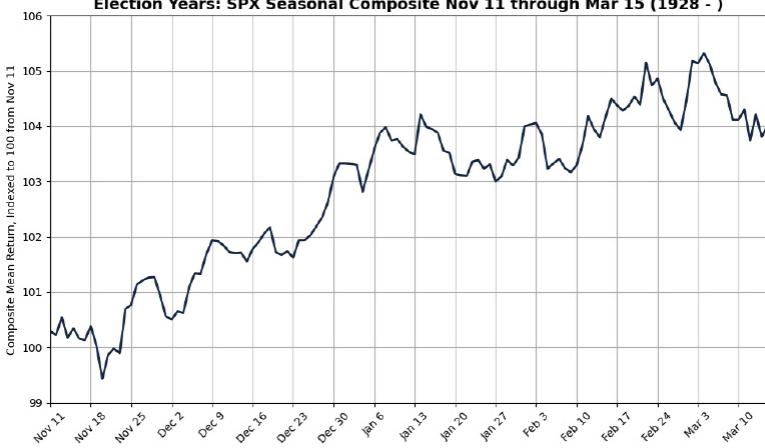 Election Years: SPX Seasonal Composite Nov 11 through Mar 15 (1928 - )
Composite Mean Return, Indexed to 100 from Nov 11
106
105
104
103
102
101
100
99
Nov 11
Nov 18
Nov 25
Dec 2
Dec 9
Dec 16
Dec 23
Dec 30
Jan 6
Jan 13
Jan 20
Jan 27
Feb 3
Feb 10
Feb 17
Feb 24
Mar 3
Mar 10